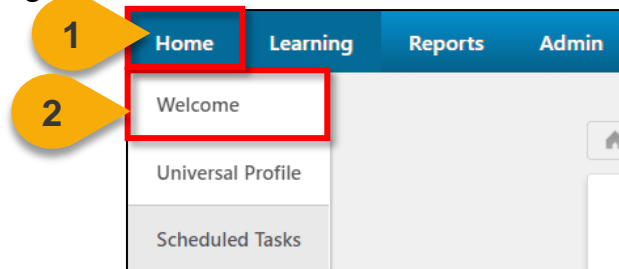 1
Home Learning Reports Admin
2
Welcome
Universal Profile
Scheduled Tasks